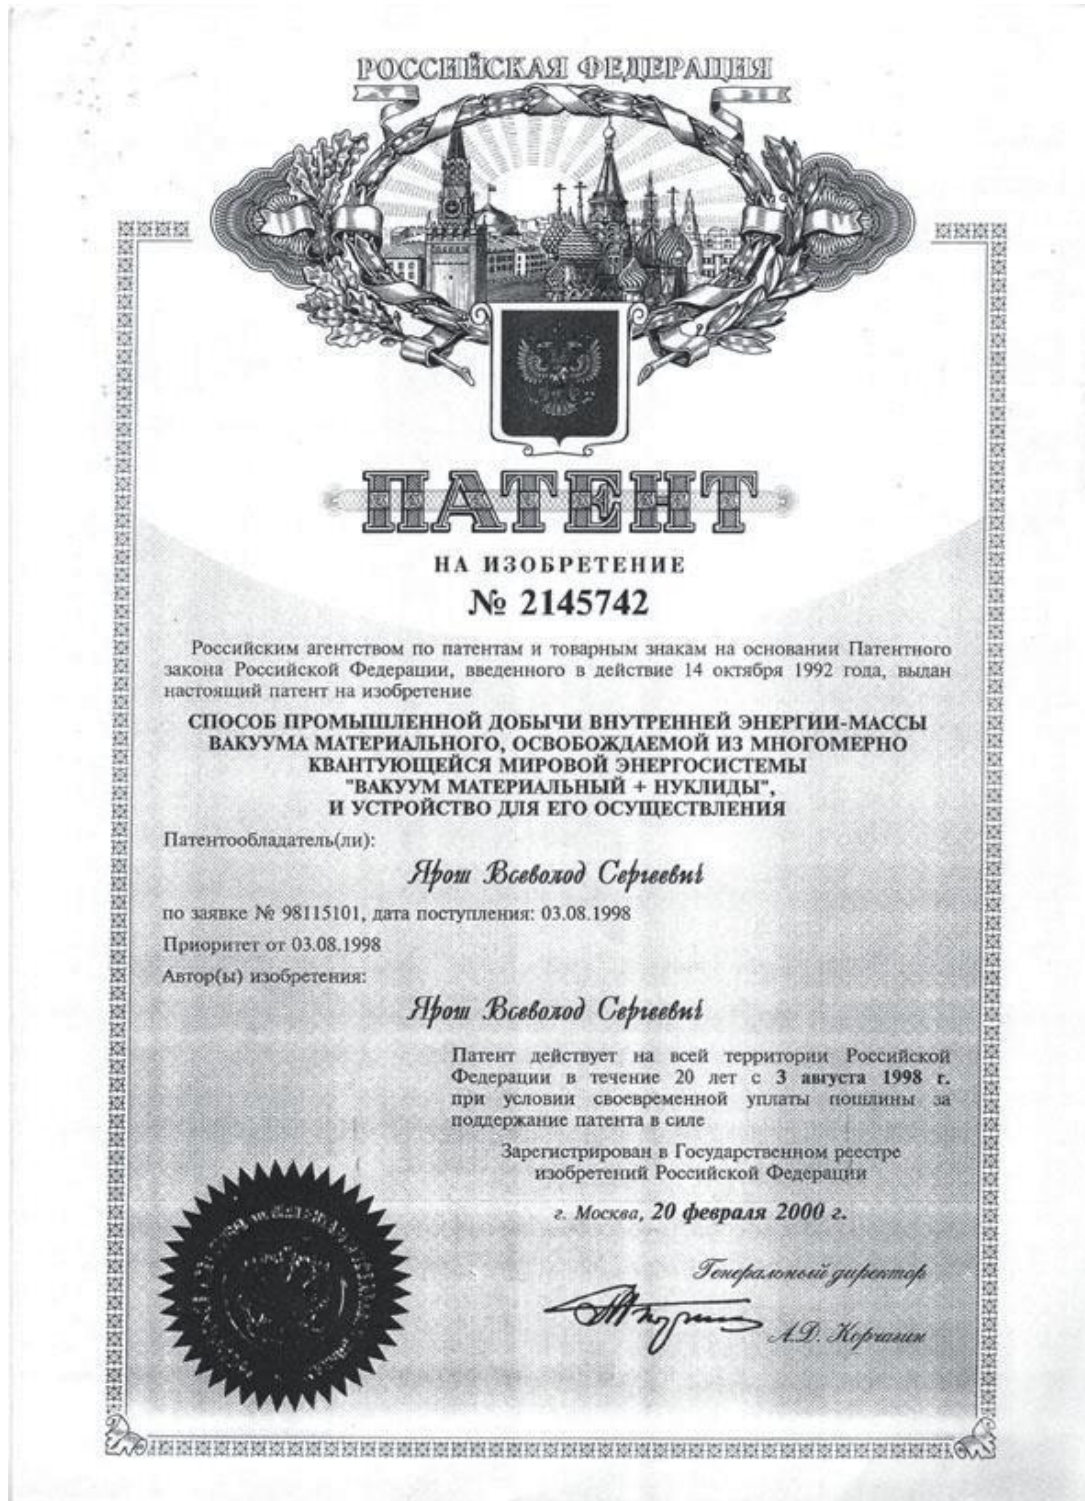 РОССИЙСКАЯ ФЕДЕРАЦИЯ
ПАТЕНТ
НА ИЗОБРЕТЕНИЕ
№ 2145742
Российским агентством по патентам и товарным знакам на основании Патентного
закона Российской Федерации, введенного в действие 14 октября 1992 года, выдан
настоящий патент на изобретение
СПОСОБ ПРОМЫШЛЕННОЙ ДОБЫЧИ ВНУТРЕННЕЙ ЭНЕРГИИ-МАССЫ
ВАКУУМА МАТЕРИАЛЬНОГО, ОСВОБОЖДАЕМОЙ ИЗ МНОГОМЕРНО
КВАНТУЮЩЕЙСЯ МИРОВОЙ ЭНЕРГОСИСТЕМЫ
"ВАКУУМ МАТЕРИАЛЬНЫЙ + НУКЛИДЫ",
И УСТРОЙСТВО ДЛЯ ЕГО ОСУЩЕСТВЛЕНИЯ
Патентообладатель(ли):
Ярош Всеволод Сергеевич
по заявке № 98115101, дата поступления: 03.08.1998
Приоритет от 03.08.1998
Автор(ы) изобретения:
Ярош Всеволод Сергеевич
Патент действует на всей территории Российской
Федерации в течение 20 лет с 3 августа 1998 г.
при условии своевременной уплаты пошлины за
поддержание патента в силе
Зарегистрирован в Государственном реестре
изобретений Российской Федерации
г. Москва, 20 февраля 2000 г.
Генеральный директор
А.Д. Корчагин